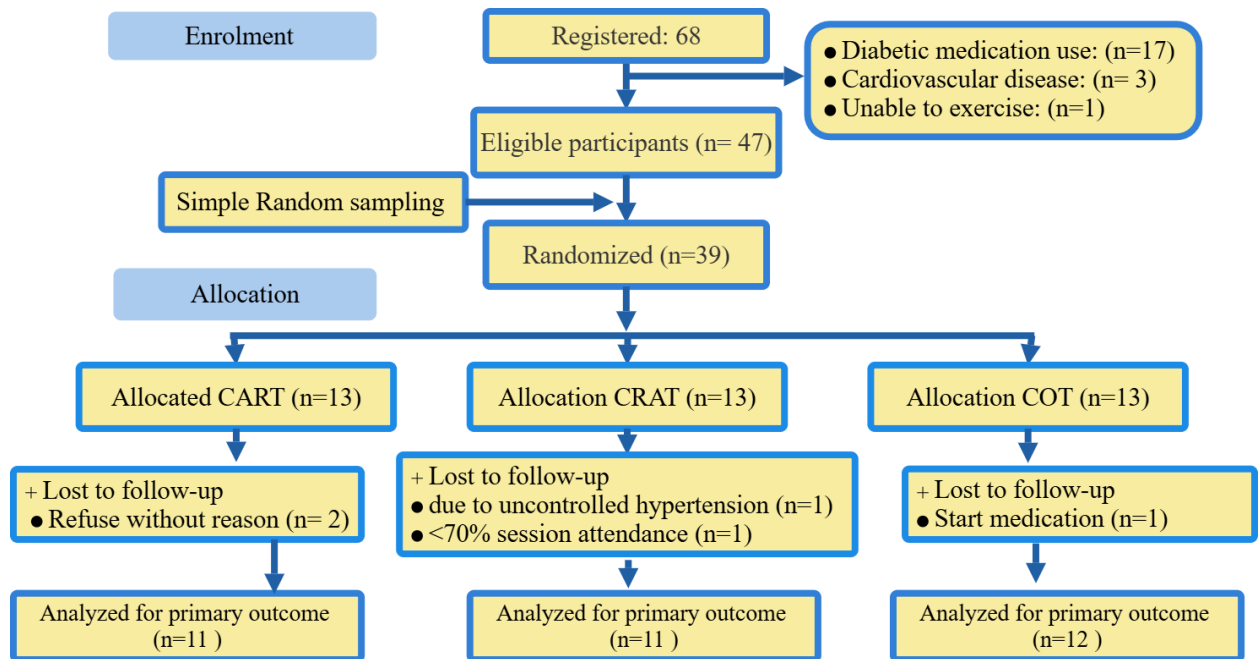 Enrolment
Registered: 68
● Diabetic medication use: (n=17)
● Cardiovascular disease: (n= 3)
● Unable to exercise: (n=1)
Eligible participants (n= 47)
Simple Random sampling
Randomized (n=39)
Allocation
Allocated CART (n=13)
Allocation CRAT (n=13)
Allocation COT (n=13)
+ Lost to follow-up
● Refuse without reason (n= 2)
+ Lost to follow-up
● due to uncontrolled hypertension (n=1)
● <70% session attendance (n=1)
+ Lost to follow-up
● Start medication (n=1)
Analyzed for primary outcome
(n=11 )
Analyzed for primary outcome
(n=11 )
Analyzed for primary outcome
(n=12 )